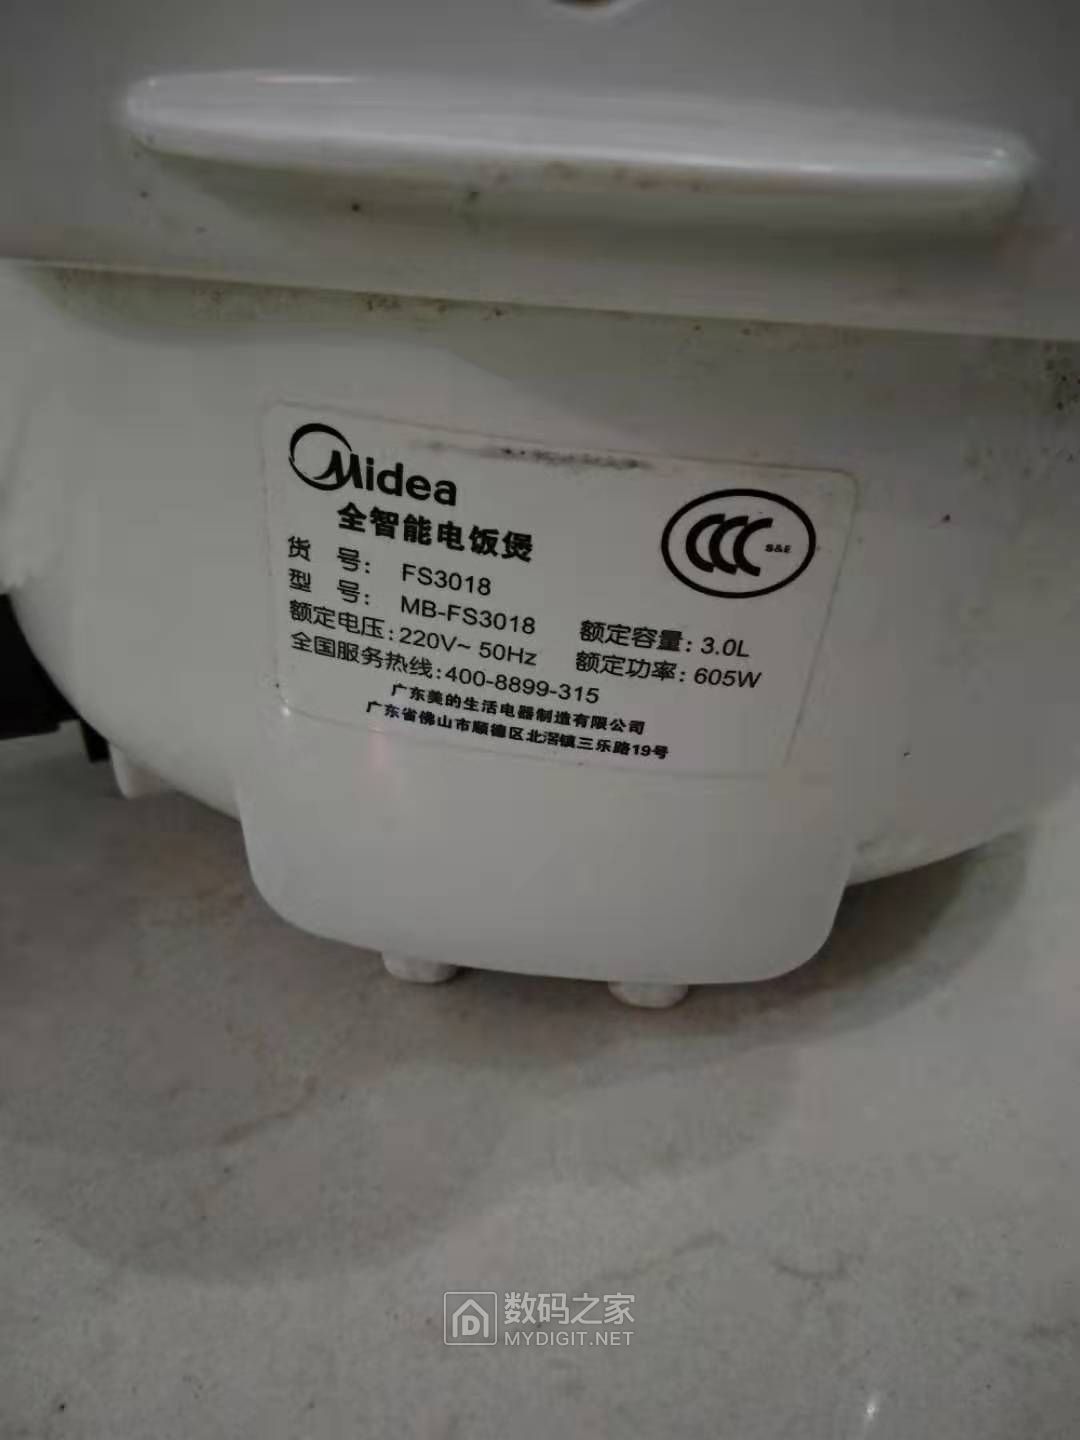 Midea
全智能电饭煲
CCC S&E
货 号: FS3018
型 号: MB-FS3018 额定容量: 3.0L
额定电压: 220V~ 50Hz 额定功率: 605W
全国服务热线: 400-8899-315
广东美的生活电器制造有限公司
广东省佛山市顺德区北滘镇三乐路19号
数码之家
MYDIGIT.NET